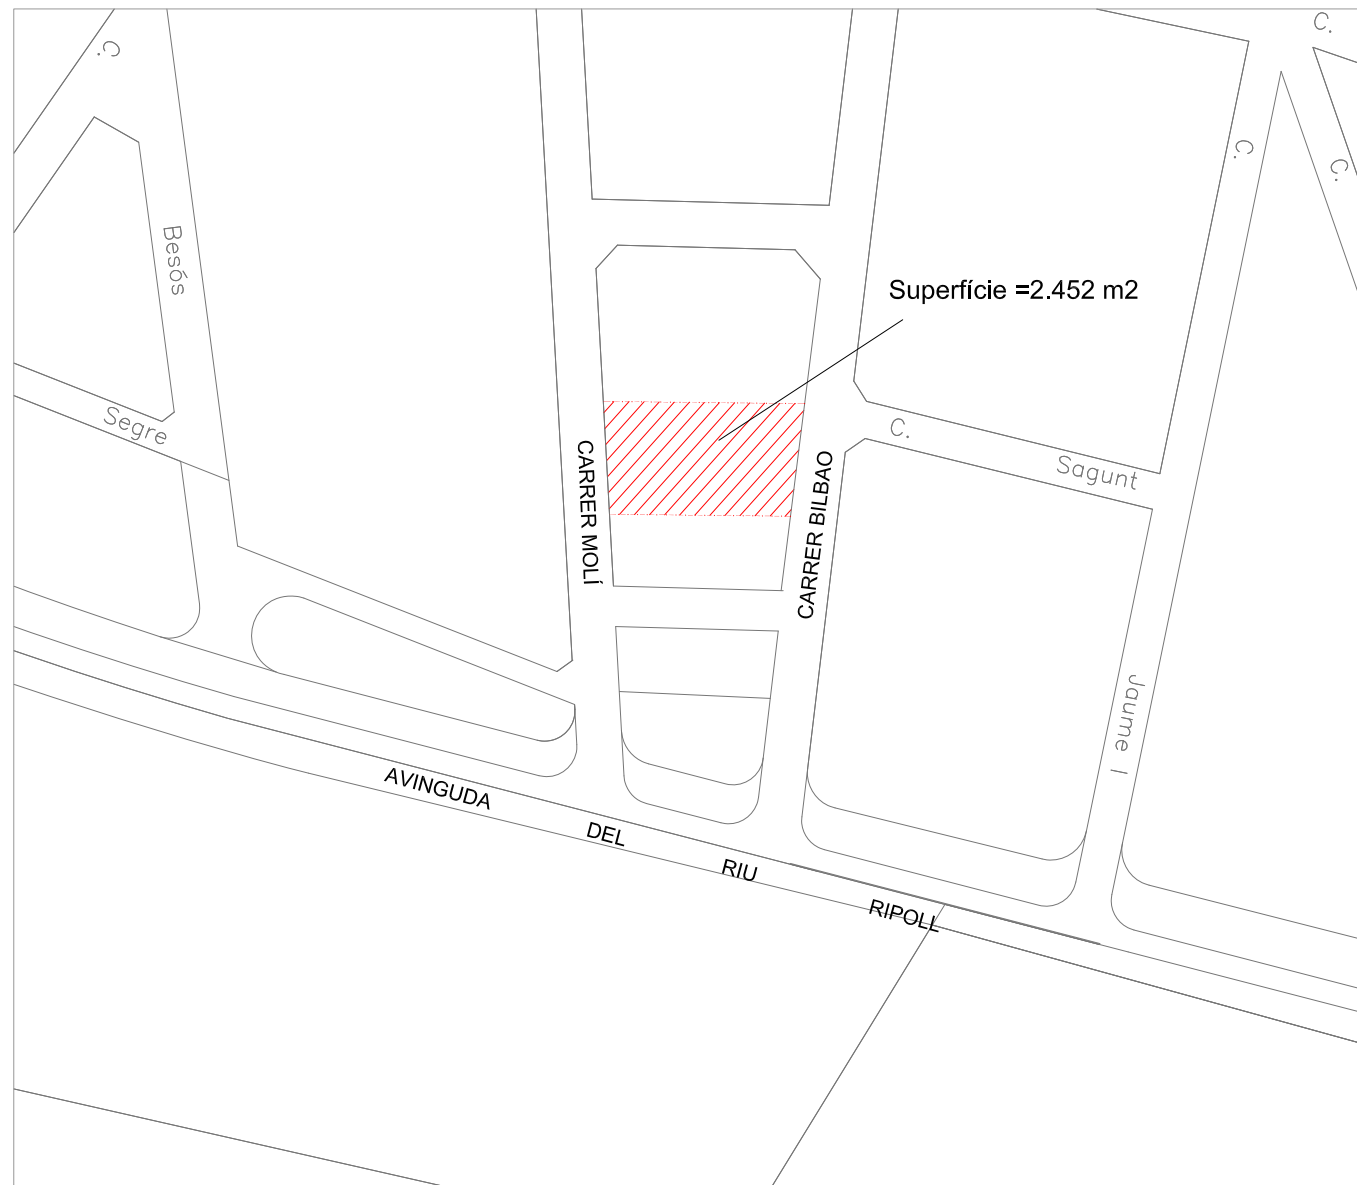 C.
C.
C.
C.
Besós
Superfície =2.452 m2
Segre
C.
Sagunt
CARRER MOLÍ
CARRER BILBAO
Jaume I
AVINGUDA
DEL
RIU
RIPOLL